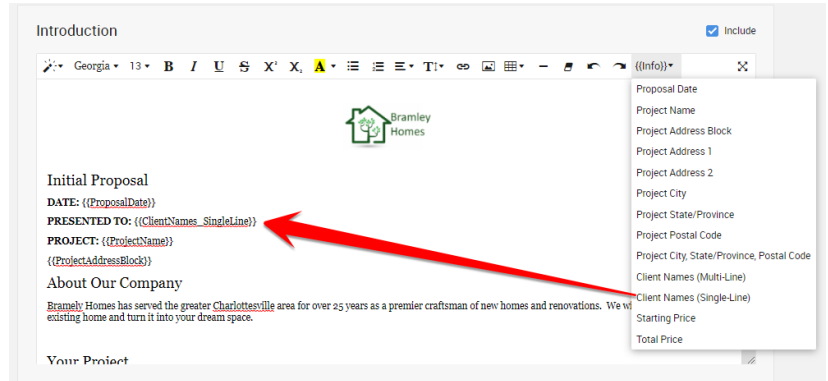 Introduction
Include
Georgia
13
B I U S X² X₂ A
T
{{Info}}
Proposal Date
Project Name
Project Address Block
Project Address 1
Project Address 2
Project City
Project State/Province
Project Postal Code
Project City, State/Province, Postal Code
Client Names (Multi-Line)
Client Names (Single-Line)
Starting Price
Total Price
Bramley
Homes
Initial Proposal
DATE: {{ProposalDate}}
PRESENTED TO: {{ClientNames_SingleLine}}
PROJECT: {{ProjectName}}
{{ProjectAddressBlock}}
About Our Company
Bramely Homes has served the greater Charlottesville area for over 25 years as a premier craftsman of new homes and renovations. We
existing home and turn it into your dream space.
Your Project